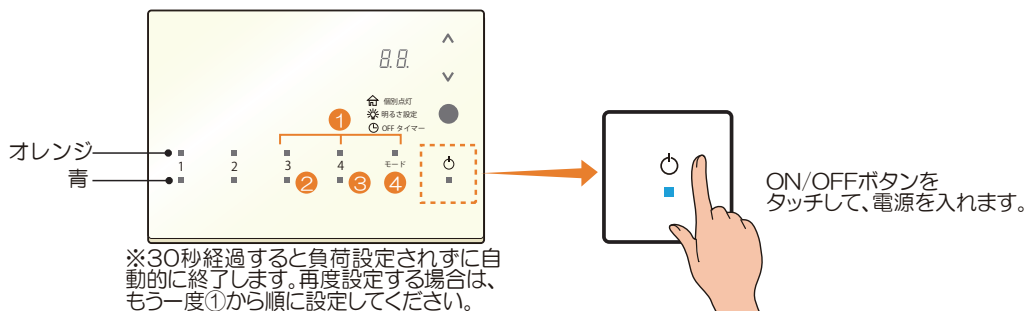 8.8.
個別点灯
明るさ設定
OFF タイマー
①
オレンジ
1 2 3 4 モード
青
② ③ ④
ON/OFFボタンを
タッチして、電源を入れます。
※30秒経過すると負荷設定されずに自
動的に終了します。再度設定する場合は、
もう一度①から順に設定してください。